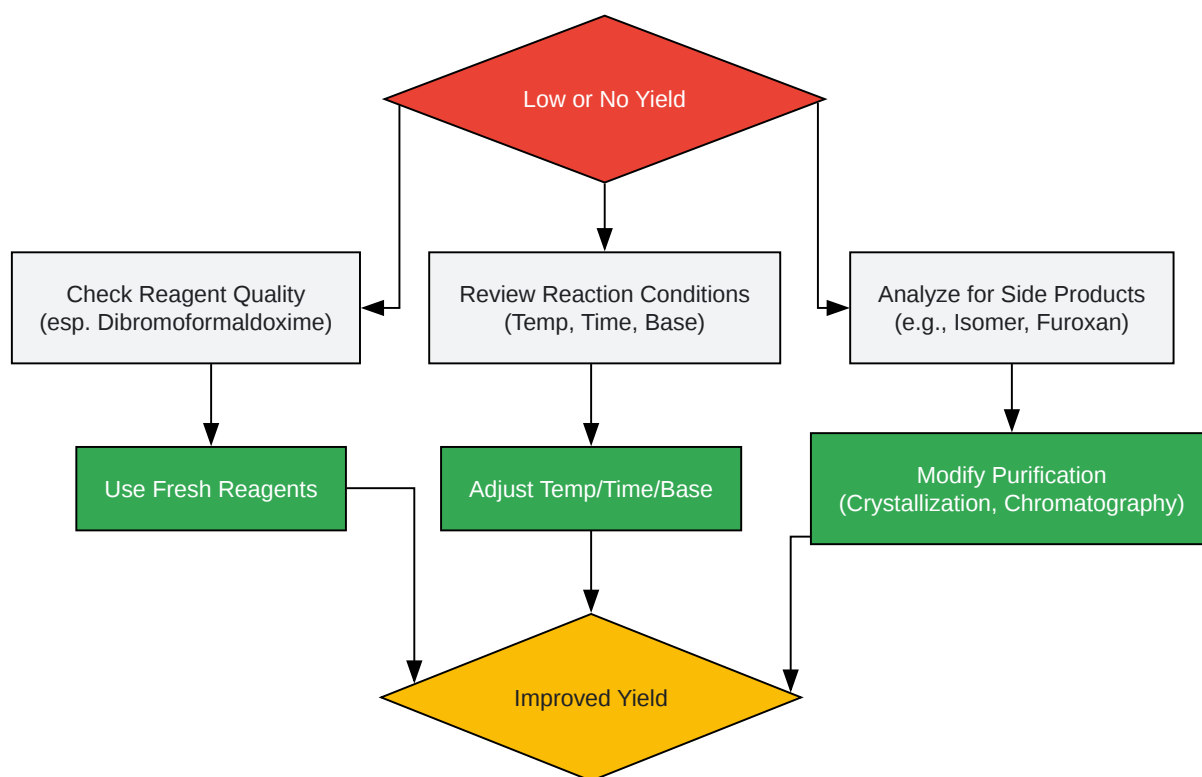 Low or No Yield
Check Reagent Quality
(esp. Dibromoformaldoxime)
Review Reaction Conditions
(Temp, Time, Base)
Analyze for Side Products
(e.g., Isomer, Furoxan)
Use Fresh Reagents
Adjust Temp/Time/Base
Modify Purification
(Crystallization, Chromatography)
Improved Yield